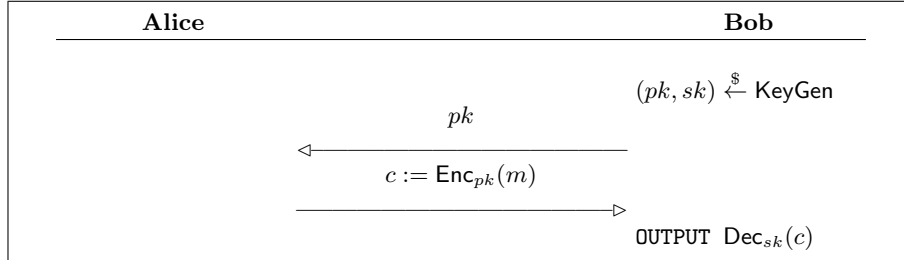 Alice Bob
(pk, sk) $← KeyGen
pk
c := Enc_pk(m)
OUTPUT Dec_sk(c)